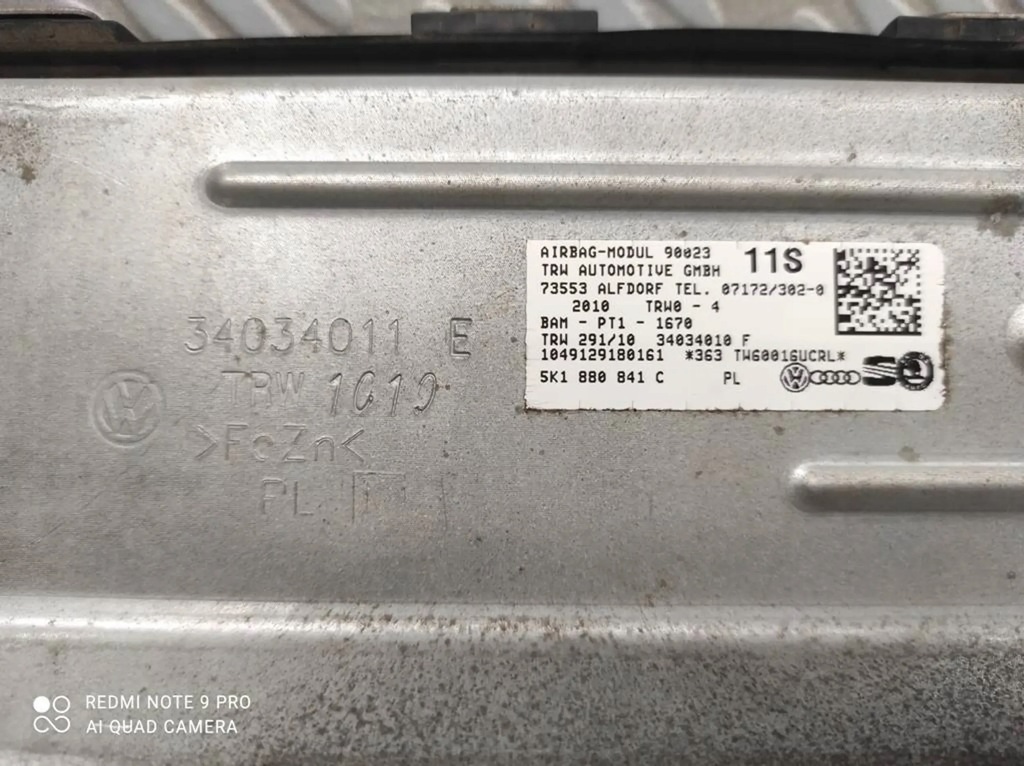 AIRBAG-MODUL 90023 11S
TRW AUTOMOTIVE GMBH
73553 ALFDORF TEL. 07172/302-0
2010 TRW0 - 4
BAM - PT1 - 1670
TRW 291/10 34034010 F
1049129180161 *363 TW60016UCRL*
5K1 880 841 C PL
34034011 E
TRW 1010
>FeZn<
PL
REDMI NOTE 9 PRO
AI QUAD CAMERA